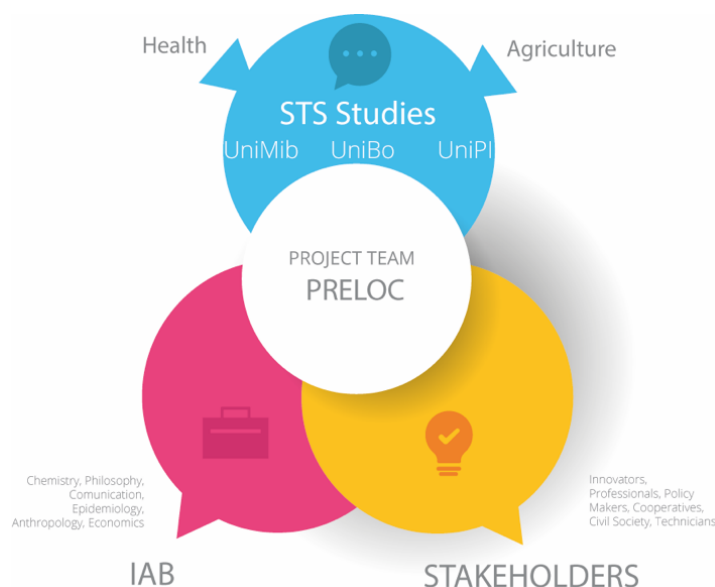 Health
Agriculture
STS Studies
UniMib UniBo UniPI
PROJECT TEAM
PRELOC
Chemistry, Philosophy,
Comunication,
Epidemiology,
Anthropology, Economics
Innovators,
Professionals, Policy
Makers, Cooperatives,
Civil Society, Technicians
IAB
STAKEHOLDERS